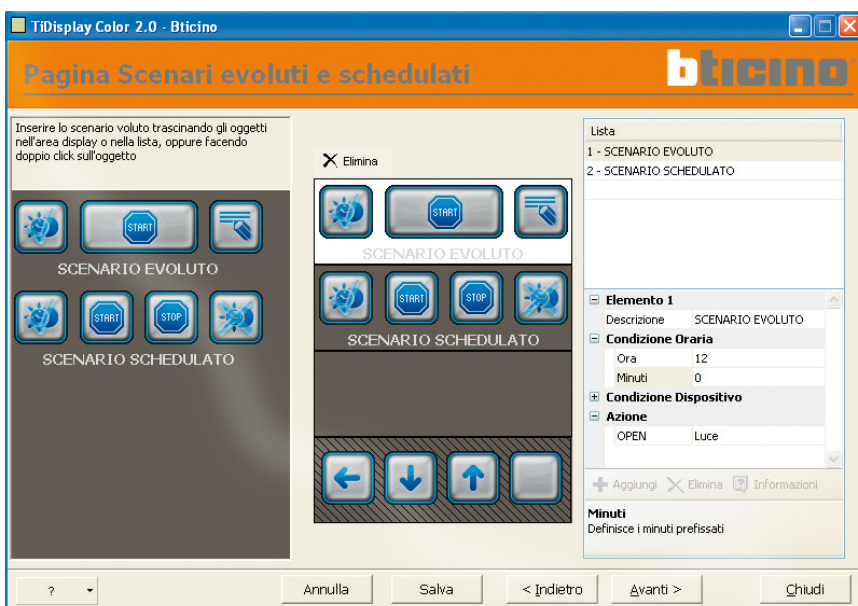 TiDisplay Color 2.0 - Bticino
Pagina Scenari evoluti e schedulati
bticino
Inserire lo scenario voluto trascinando gli oggetti
nell'area display o nella lista, oppure facendo
doppio click sull'oggetto
START
SCENARIO EVOLUTO
START STOP
SCENARIO SCHEDULATO
Elimina
START
SCENARIO EVOLUTO
START STOP
SCENARIO SCHEDULATO
Lista
1 - SCENARIO EVOLUTO
2 - SCENARIO SCHEDULATO
Elemento 1
Descrizione SCENARIO EVOLUTO
Condizione Oraria
Ora 12
Minuti 0
Condizione Dispositivo
Azione
OPEN Luce
Aggiungi Elimina Informazioni
Minuti
Definisce i minuti prefissati
? Annulla Salva < Indietro Avanti > Chiudi